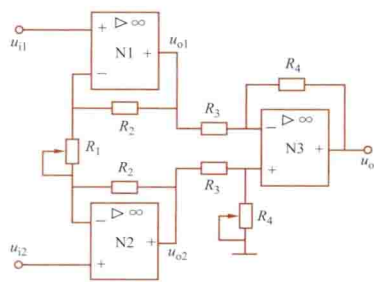 + ▷ ∞
u_i1 N1 + u_o1
−
R_2
R_3
R_4
− ▷ ∞
N3 +
+
u_o
R_1
R_2
R_3
R_4
− ▷ ∞
N2 + u_o2
u_i2 +